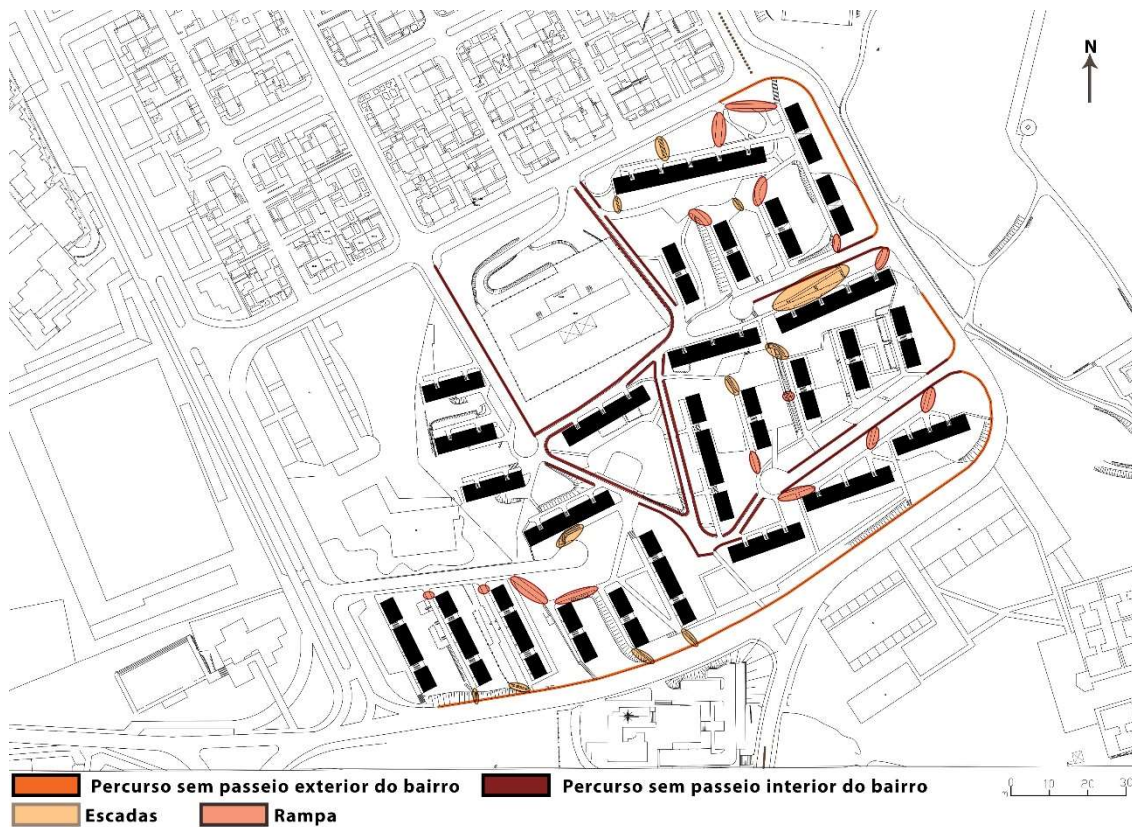 N
Percurso sem passeio exterior do bairro
Percurso sem passeio interior do bairro
Escadas
Rampa
0 10 20 30
m